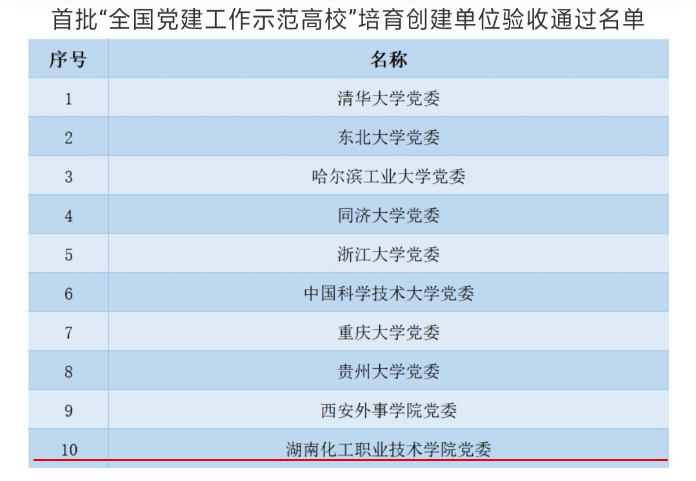 首批“全国党建工作示范高校”培育创建单位验收通过名单
序号 名称
1 清华大学党委
2 东北大学党委
3 哈尔滨工业大学党委
4 同济大学党委
5 浙江大学党委
6 中国科学技术大学党委
7 重庆大学党委
8 贵州大学党委
9 西安外事学院党委
10 湖南化工职业技术学院党委